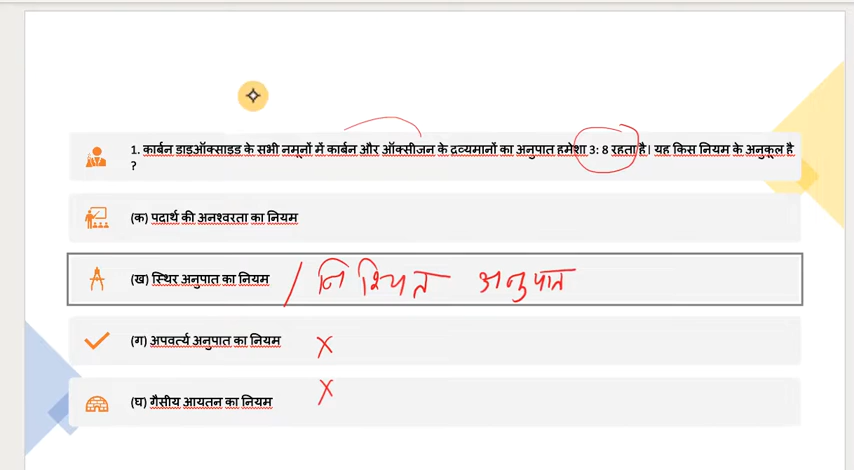 1. कार्बन डाइऑक्साइड के सभी नमूनों में कार्बन और ऑक्सीजन के द्रव्यमानों का अनुपात हमेशा 3: 8 रहता है। यह किस नियम के अनुकूल है
?
(क) पदार्थ की अनश्वरता का नियम
(ख) स्थिर अनुपात का नियम / निश्चित अनुपात
(ग) अपवर्त्य अनुपात का नियम X
(घ) गैसीय आयतन का नियम X